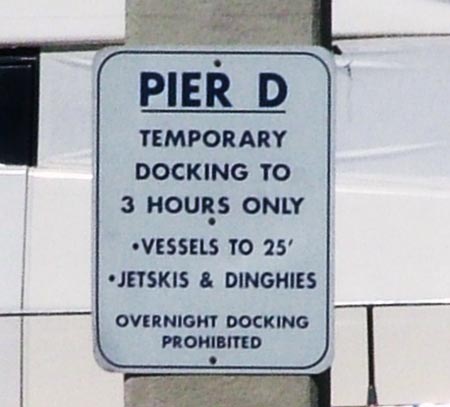 PIER D
TEMPORARY
DOCKING TO
3 HOURS ONLY
•VESSELS TO 25'
•JETSKIS & DINGHIES
OVERNIGHT DOCKING
PROHIBITED